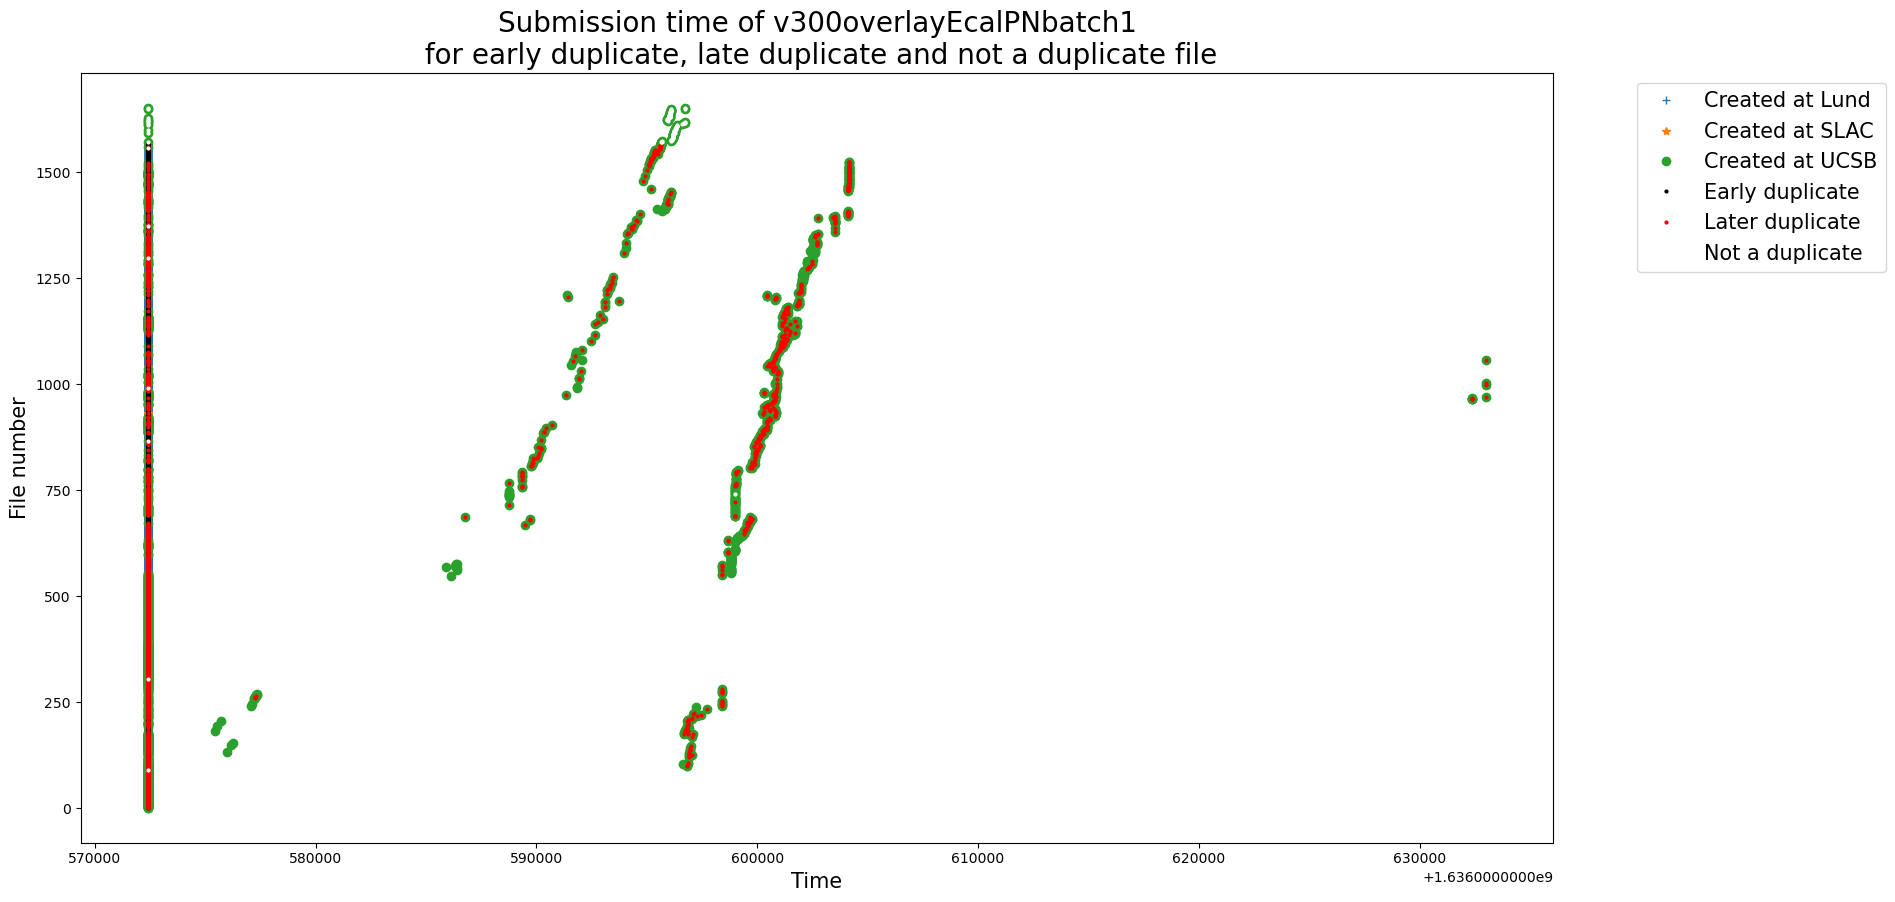 Submission time of v300overlayEcalPNbatch1
for early duplicate, late duplicate and not a duplicate file
Created at Lund
Created at SLAC
Created at UCSB
Early duplicate
Later duplicate
Not a duplicate
File number
1500
1250
1000
750
500
250
0
570000 580000 590000 600000 610000 620000 630000
+1.6360000000e9
Time